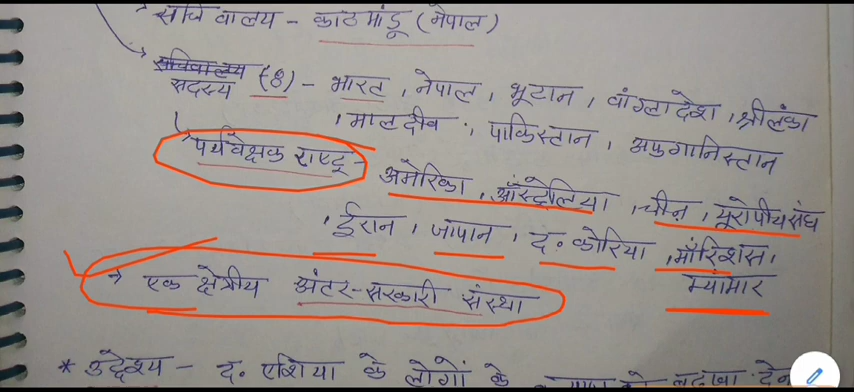 सचिवालय - काठमांडू (नेपाल)
सचिवालय
सदस्य (8) - भारत, नेपाल, भूटान, वांग्लादेश, श्रीलंका
, मालदीव, पाकिस्तान, अफगानिस्तान
पर्यवेक्षक राष्ट्र - अमेरिका, ऑस्ट्रेलिया, चीन, यूरोपीय संघ
, ईरान, जापान, द. कोरिया, मॉरिशस,
म्यांमार
→ एक क्षेत्रीय अंतर-सरकारी संस्था
* उद्देश्य - द. एशिया के लोगों के